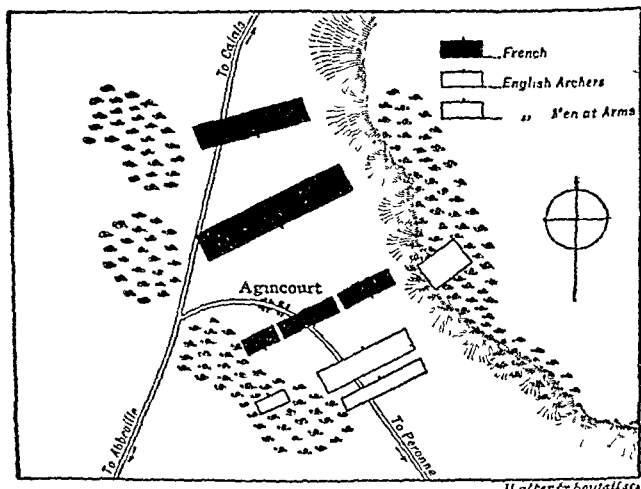 To Calais
French
English Archers
„ Men at Arms
Agincourt
To Abbeville
To Peronne